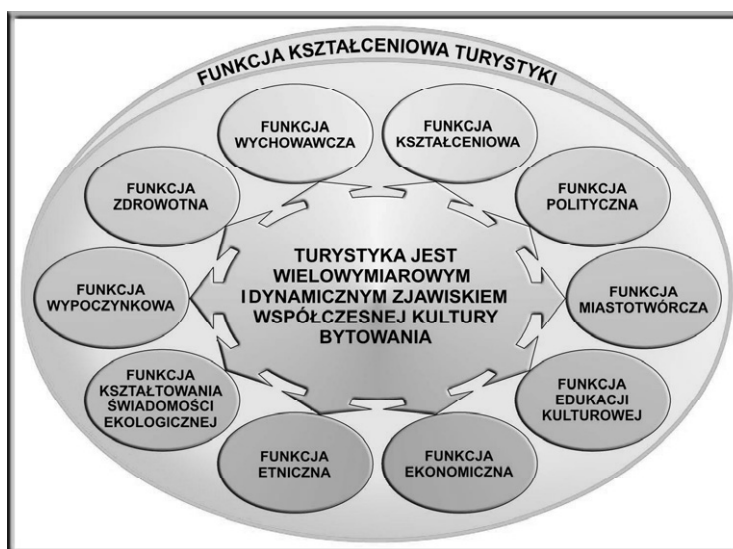 FUNKCJA KSZTAŁCENIOWA TURYSTYKI
FUNKCJA
WYCHOWAWCZA
FUNKCJA
KSZTAŁCENIOWA
FUNKCJA
ZDROWOTNA
FUNKCJA
POLITYCZNA
FUNKCJA
WYPOCZYNKOWA
TURYSTYKA JEST
WIELOWYMIAROWYM
I DYNAMICZNYM ZJAWISKIEM
WSPÓŁCZESNEJ KULTURY
BYTOWANIA
FUNKCJA
MIASTOTWÓRCZA
FUNKCJA
KSZTAŁTOWANIA
ŚWIADOMOŚCI
EKOLOGICZNEJ
FUNKCJA
EDUKACJI
KULTUROWEJ
FUNKCJA
ETNICZNA
FUNKCJA
EKONOMICZNA